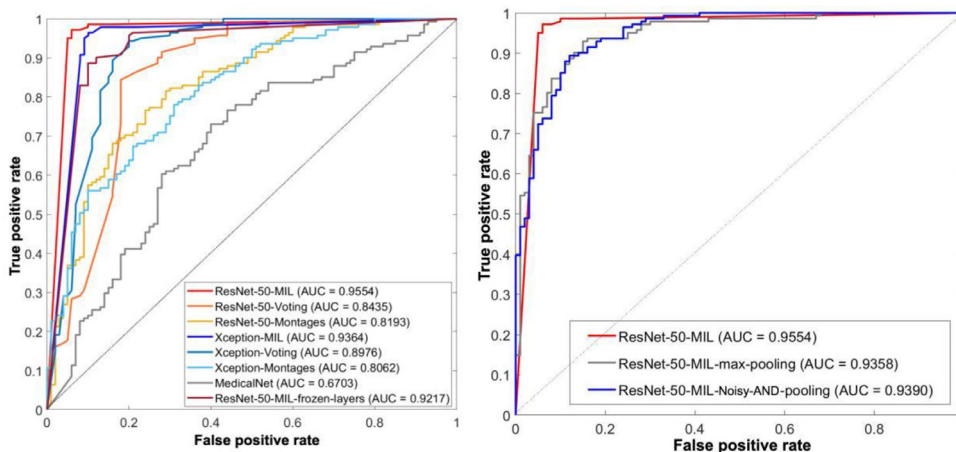 1
0.9
0.8
0.7
0.6
0.5
0.4
0.3
0.2
0.1
0
True positive rate
0 0.2 0.4 0.6 0.8 1
False positive rate
ResNet-50-MIL (AUC = 0.9554)
ResNet-50-Voting (AUC = 0.8435)
ResNet-50-Montages (AUC = 0.8193)
Xception-MIL (AUC = 0.9364)
Xception-Voting (AUC = 0.8976)
Xception-Montages (AUC = 0.8062)
MedicalNet (AUC = 0.6703)
ResNet-50-MIL-frozen-layers (AUC = 0.9217)
1
0.9
0.8
0.7
0.6
0.5
0.4
0.3
0.2
0.1
0
True positive rate
0 0.2 0.4 0.6 0.8
False positive rate
ResNet-50-MIL (AUC = 0.9554)
ResNet-50-MIL-max-pooling (AUC = 0.9358)
ResNet-50-MIL-Noisy-AND-pooling (AUC = 0.9390)